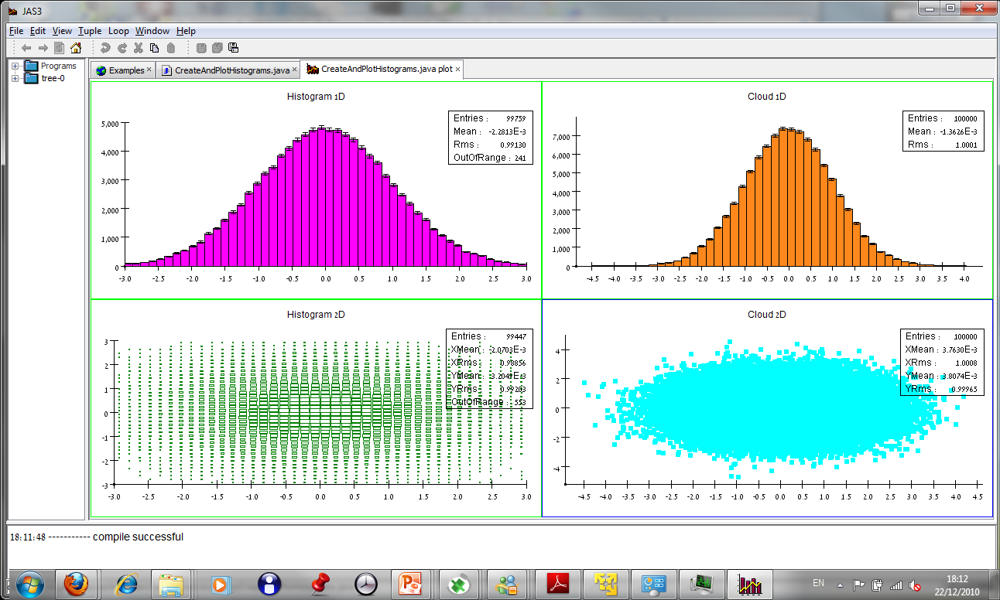 JAS3
File Edit View Tuple Loop Window Help
Programs
tree-0
Examples × CreateAndPlotHistograms.java × CreateAndPlotHistograms.java plot ×
Histogram 1D
Entries : 99759
Mean : -2.2813E-3
Rms : 0.99130
OutOfRange : 241
5,000
4,000
3,000
2,000
1,000
0
-3.0 -2.5 -2.0 -1.5 -1.0 -0.5 0.0 0.5 1.0 1.5 2.0 2.5 3.0
Cloud 1D
Entries : 100000
Mean : -1.3626E-3
Rms : 1.0001
7,000
6,000
5,000
4,000
3,000
2,000
1,000
0
-4.5 -4.0 -3.5 -3.0 -2.5 -2.0 -1.5 -1.0 -0.5 0.0 0.5 1.0 1.5 2.0 2.5 3.0 3.5 4.0
Histogram 2D
Entries : 99447
XMean : -2.0703E-3
XRms : 0.98856
YMean : E-3
YRms :
OutOfRange : 553
3
2
1
0
-1
-2
-3
-3.0 -2.5 -2.0 -1.5 -1.0 -0.5 0.0 0.5 1.0 1.5 2.0 2.5 3.0
Cloud 2D
Entries : 100000
XMean : 3.7630E-3
XRms : 1.0008
YMean : 3.8074E-3
YRms : 0.99965
4
2
0
-2
-4
-4.5 -4.0 -3.5 -3.0 -2.5 -2.0 -1.5 -1.0 -0.5 0.0 0.5 1.0 1.5 2.0 2.5 3.0 3.5 4.0 4.5
18:11:48 ----------- compile successful
EN
18:12
22/12/2010